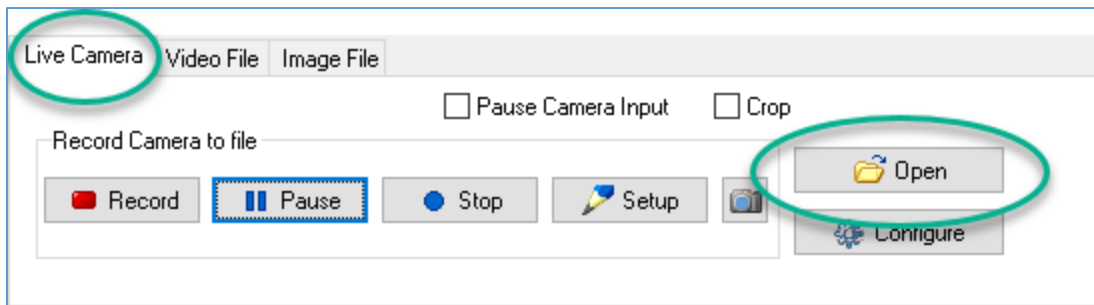 Live Camera Video File Image File
Pause Camera Input Crop
Record Camera to file
Open
Record Pause Stop Setup
Configure